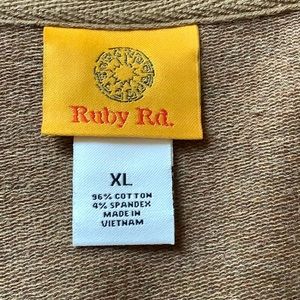 Ruby Rd.
XL
96% COTTON
4% SPANDEX
MADE IN
VIETNAM